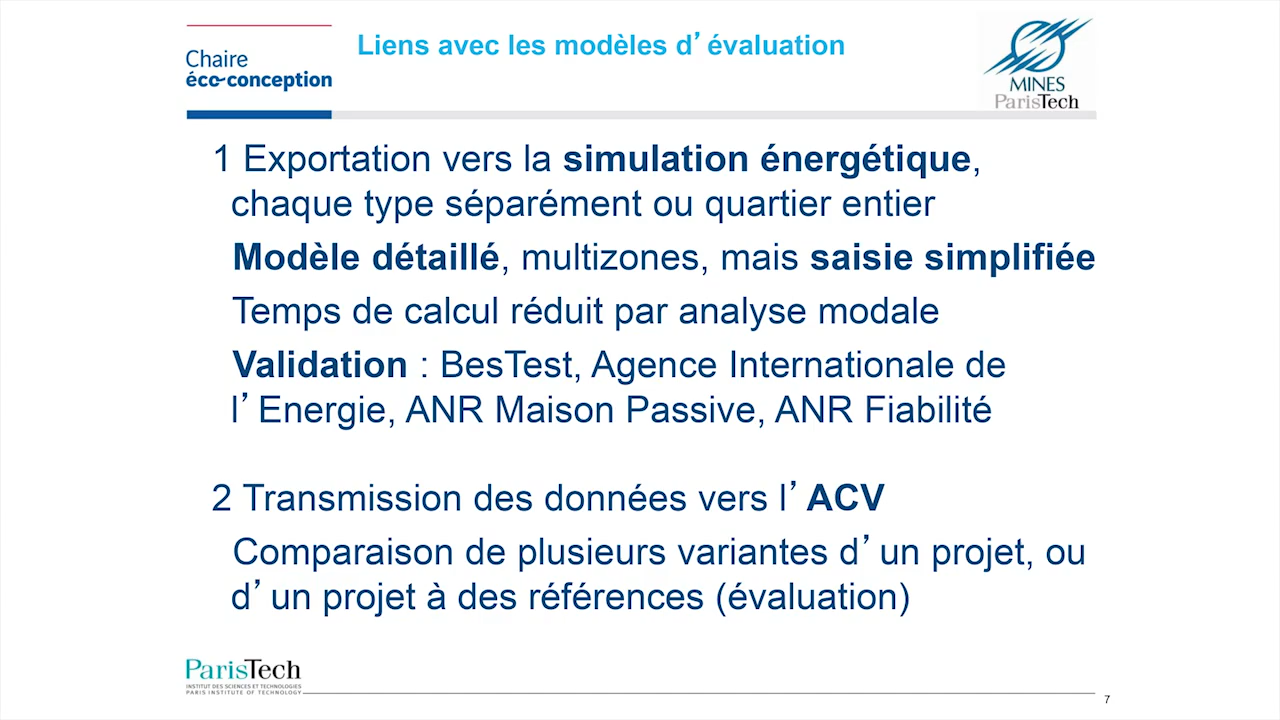 Chaire
éco-conception
Liens avec les modèles d’évaluation
MINES
ParisTech
1 Exportation vers la simulation énergétique,
chaque type séparément ou quartier entier
Modèle détaillé, multizones, mais saisie simplifiée
Temps de calcul réduit par analyse modale
Validation : BesTest, Agence Internationale de
l’Energie, ANR Maison Passive, ANR Fiabilité
2 Transmission des données vers l’ACV
Comparaison de plusieurs variantes d’un projet, ou
d’un projet à des références (évaluation)
ParisTech
INSTITUT DES SCIENCES ET TECHNOLOGIES
PARIS INSTITUTE OF TECHNOLOGY
7